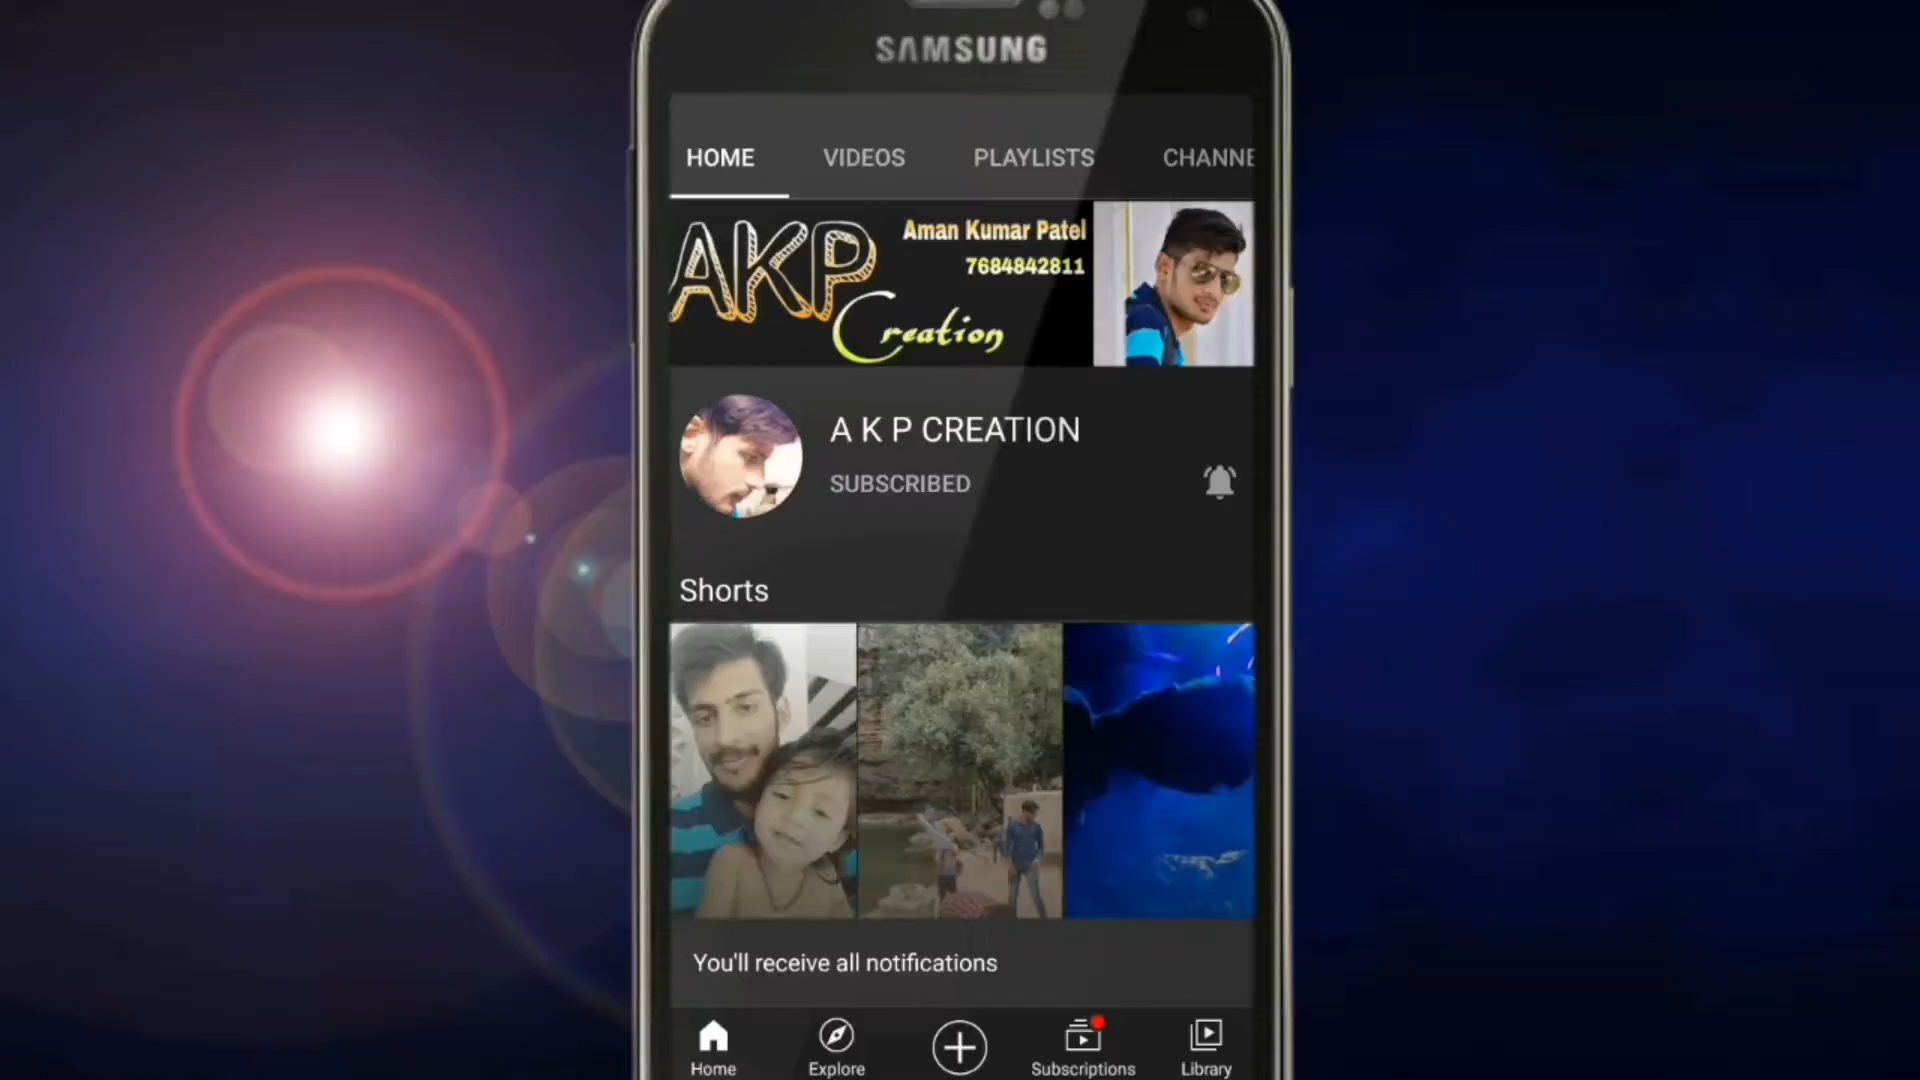 SAMSUNG
HOME VIDEOS PLAYLISTS CHANNE
AKP
Creation
Aman Kumar Patel
7684842811
A K P CREATION
SUBSCRIBED
Shorts
You'll receive all notifications
Home Explore Subscriptions Library